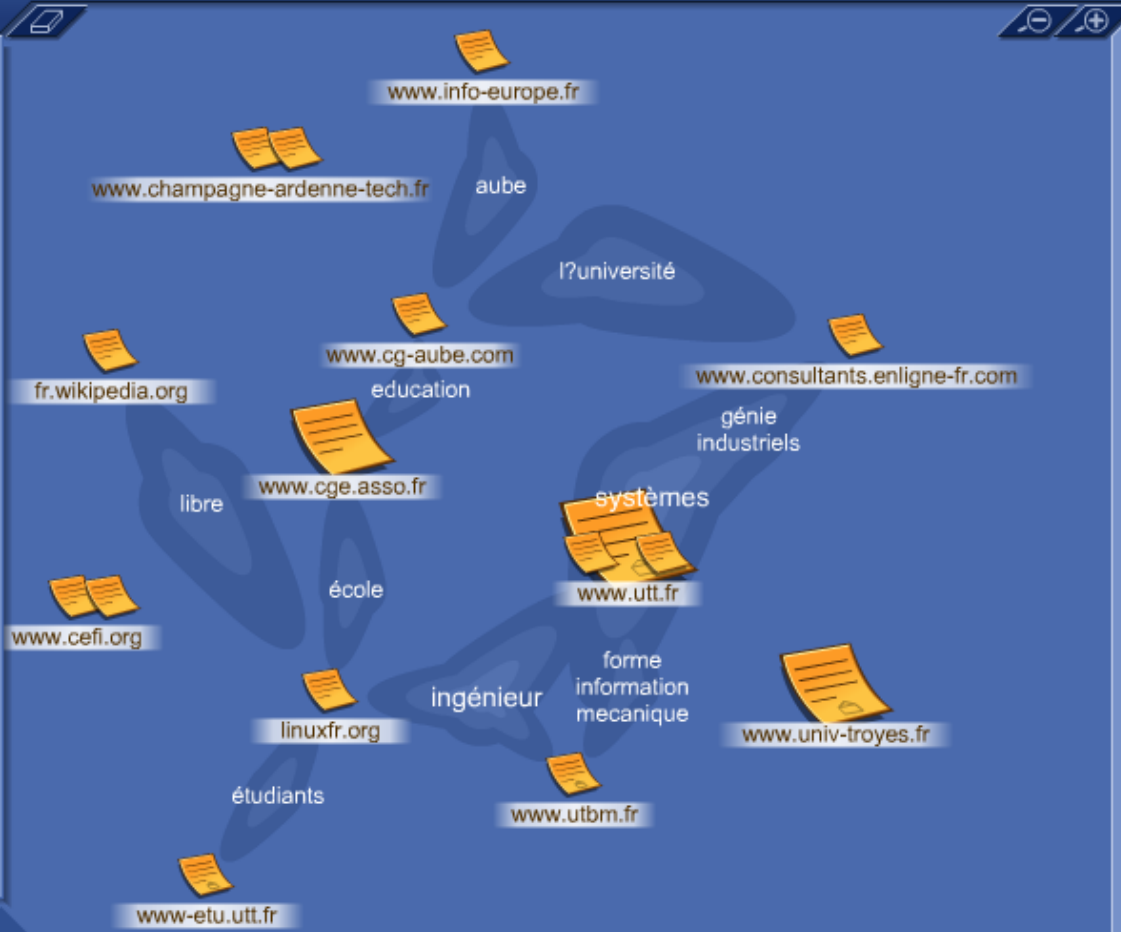 www.info-europe.fr
www.champagne-ardenne-tech.fr
aube
l?université
www.cg-aube.com
fr.wikipedia.org
education
www.consultants.enligne-fr.com
génie
industriels
www.cge.asso.fr
libre
systèmes
école
www.utt.fr
www.cefi.org
forme
information
mecanique
ingénieur
linuxfr.org
www.univ-troyes.fr
étudiants
www.utbm.fr
www-etu.utt.fr